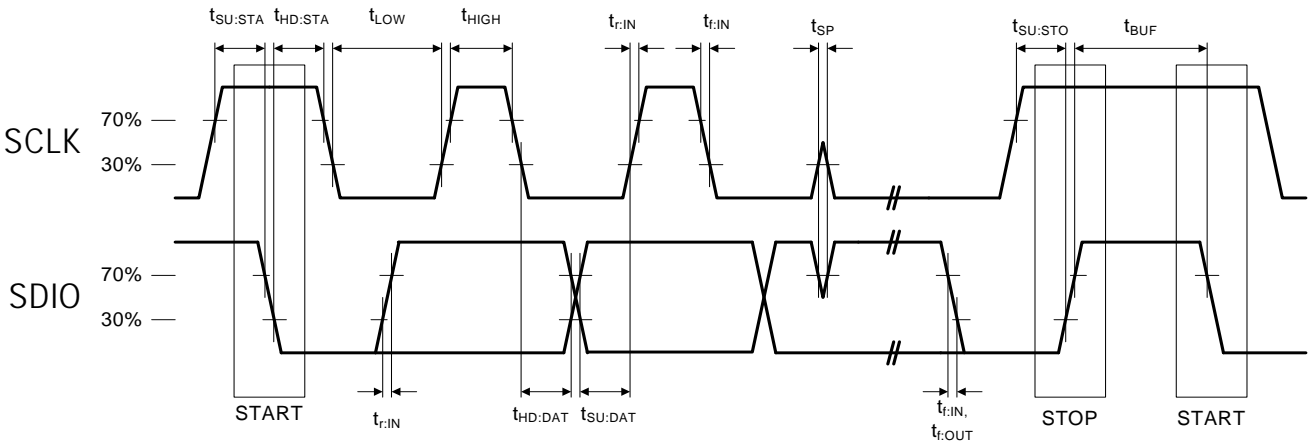 tSU:STA tHD:STA tLOW tHIGH tr:IN tf:IN tSP tSU:STO tBUF
SCLK
70%
30%
SDIO
70%
30%
START tr:IN tHD:DAT tSU:DAT tf:IN, STOP START
tf:OUT